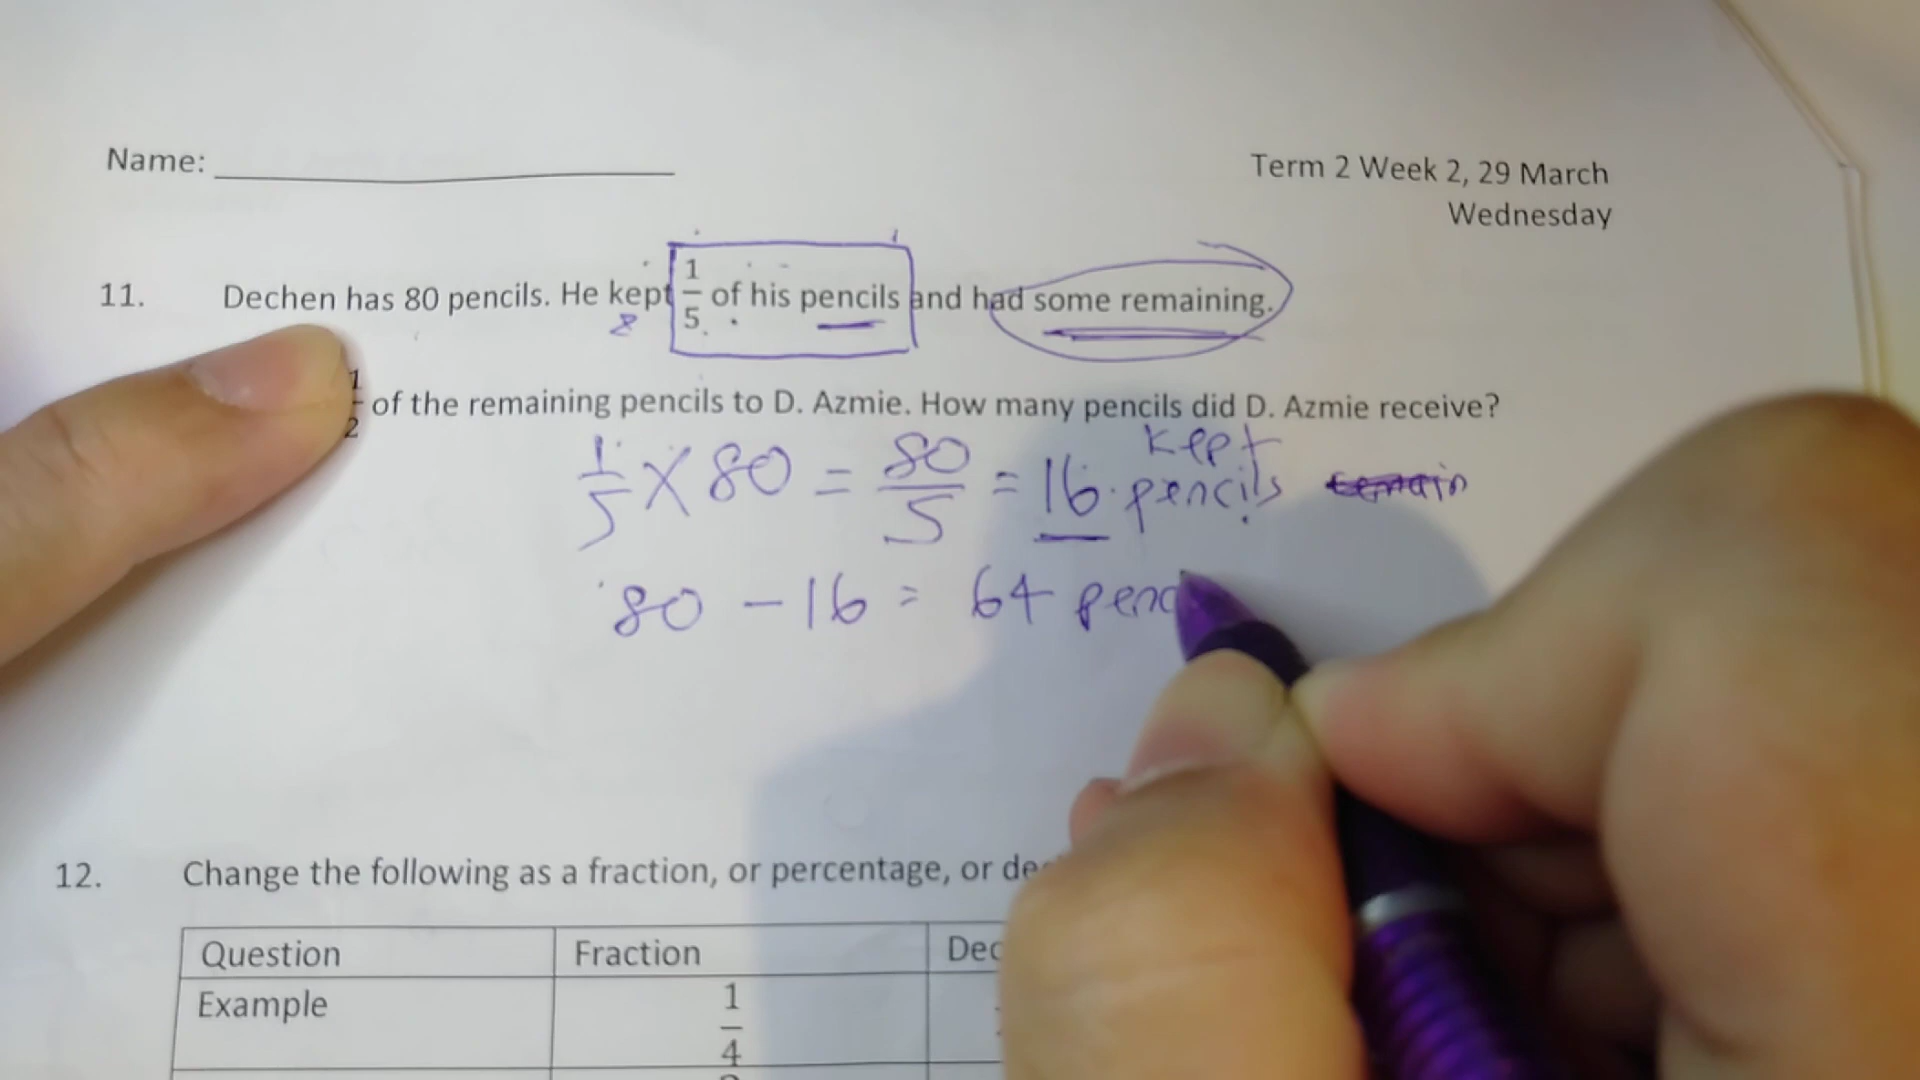 Name:
Term 2 Week 2, 29 March
Wednesday
11. Dechen has 80 pencils. He kept 1/5 of his pencils and had some remaining.
1/2 of the remaining pencils to D. Azmie. How many pencils did D. Azmie receive?
kept
1/5 X 80 = 80/5 = 16 pencils remain
80 - 16 = 64 penc
12. Change the following as a fraction, or percentage, or de
Question Fraction Dec
Example 1/4